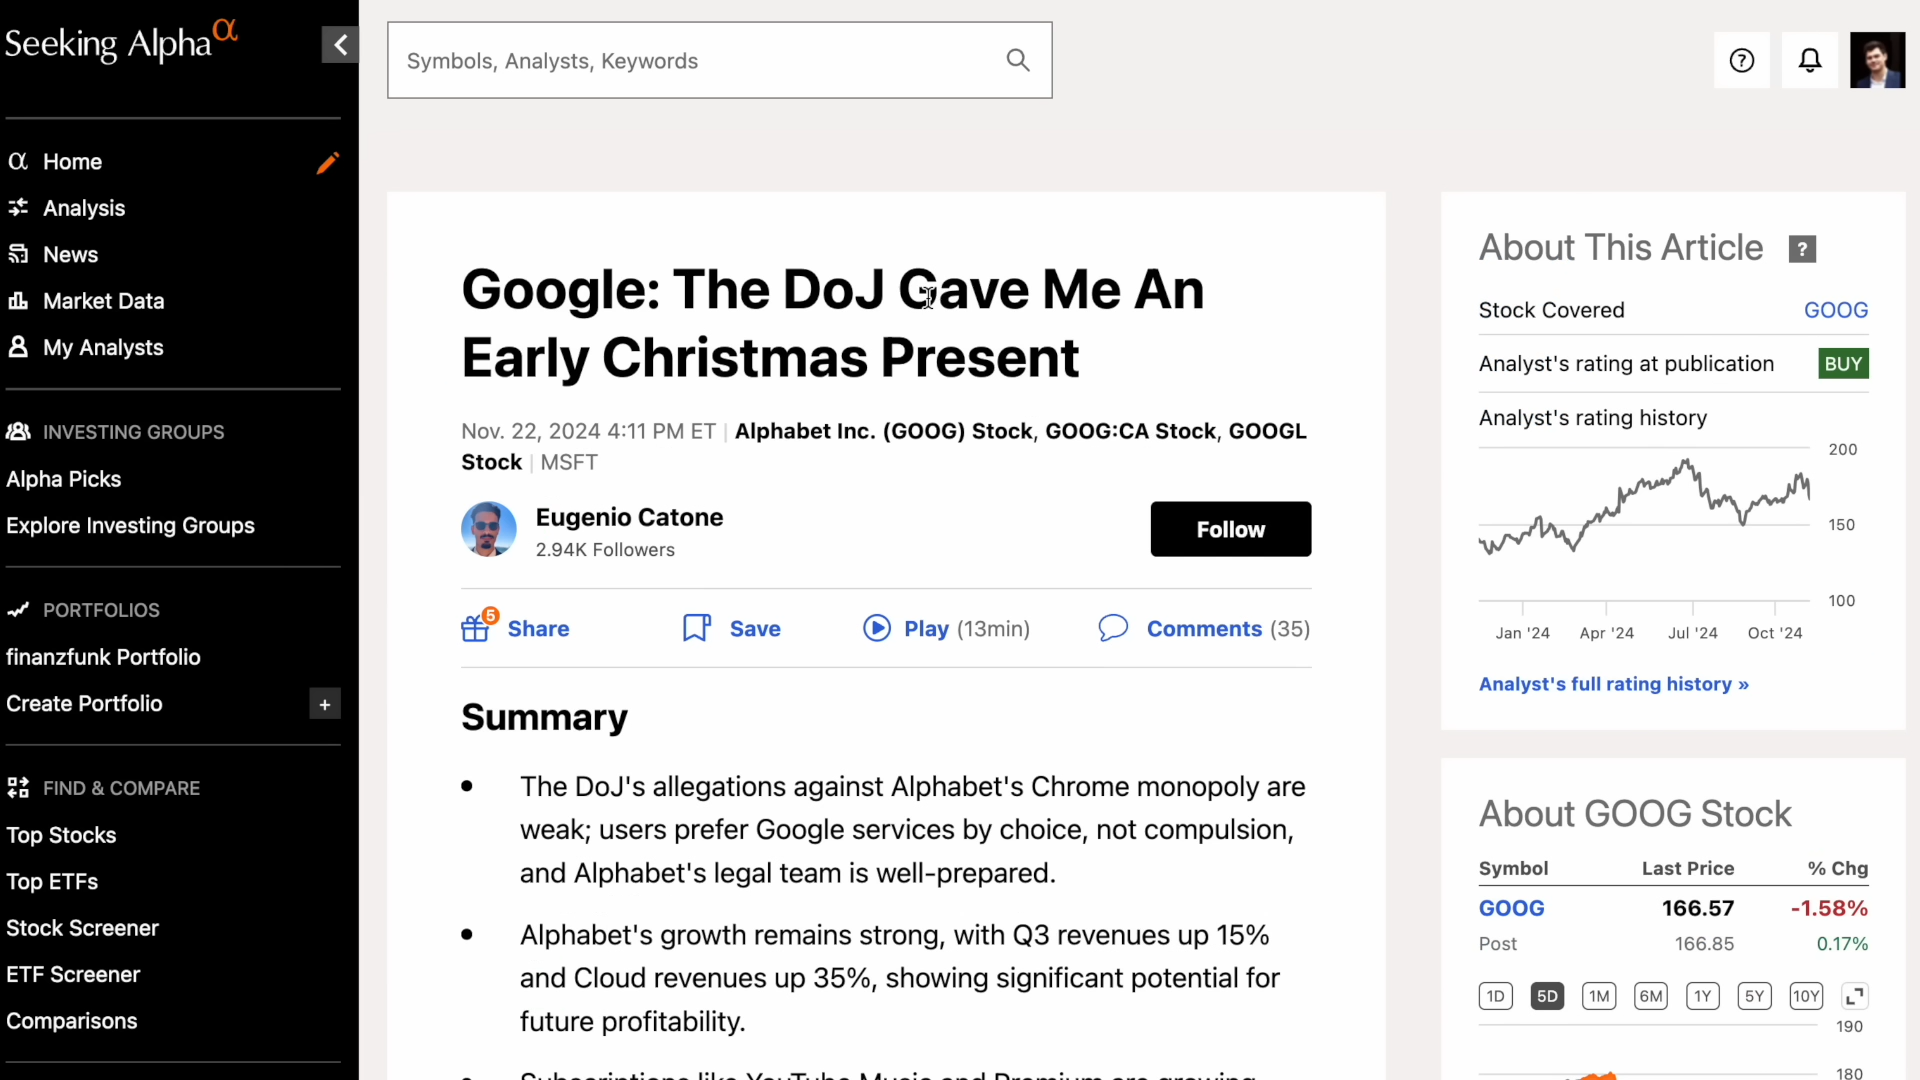 Seeking Alpha α
Symbols, Analysts, Keywords
Home
Analysis
News
Market Data
My Analysts
INVESTING GROUPS
Alpha Picks
Explore Investing Groups
PORTFOLIOS
finanzfunk Portfolio
Create Portfolio
+
FIND & COMPARE
Top Stocks
Top ETFs
Stock Screener
ETF Screener
Comparisons
Google: The DoJ Gave Me An
Early Christmas Present
Nov. 22, 2024 4:11 PM ET | Alphabet Inc. (GOOG) Stock, GOOG:CA Stock, GOOGL
Stock | MSFT
Eugenio Catone
2.94K Followers
Follow
5 Share
Save
Play (13min)
Comments (35)
Summary
• The DoJ's allegations against Alphabet's Chrome monopoly are
weak; users prefer Google services by choice, not compulsion,
and Alphabet's legal team is well-prepared.
• Alphabet's growth remains strong, with Q3 revenues up 15%
and Cloud revenues up 35%, showing significant potential for
future profitability.
Subscriptions like YouTube Music and Premium are growing
About This Article ?
Stock Covered GOOG
Analyst's rating at publication BUY
Analyst's rating history
200
150
100
Jan '24 Apr '24 Jul '24 Oct '24
Analyst's full rating history »
About GOOG Stock
Symbol Last Price % Chg
GOOG 166.57 -1.58%
Post 166.85 0.17%
1D 5D 1M 6M 1Y 5Y 10Y
190
180